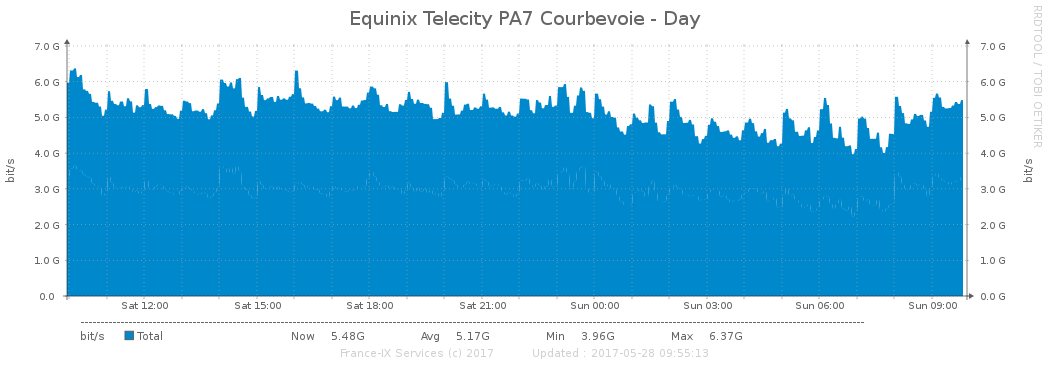 Equinix Telecity PA7 Courbevoie - Day
RRDTOOL / TOBI OETIKER
7.0 G 7.0 G
6.0 G 6.0 G
5.0 G 5.0 G
4.0 G 4.0 G
3.0 G 3.0 G
2.0 G 2.0 G
1.0 G 1.0 G
0.0 0.0 G
bit/s bit/s
Sat 12:00 Sat 15:00 Sat 18:00 Sat 21:00 Sun 00:00 Sun 03:00 Sun 06:00 Sun 09:00
bit/s Total Now 5.48G Avg 5.17G Min 3.96G Max 6.37G
France-IX Services (c) 2017 Updated : 2017-05-28 09:55:13